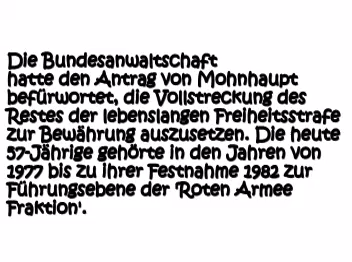 Die Bundesanwaltschaft
hatte den Antrag von Mohnhaupt
befürwortet, die Vollstreckung des
Restes der lebenslangen Freiheitsstrafe
zur Bewährung auszusetzen. Die heute
57-Jährige gehörte in den Jahren von
1977 bis zu ihrer Festnahme 1982 zur
Führungsebene der 'Roten Armee
Fraktion'.